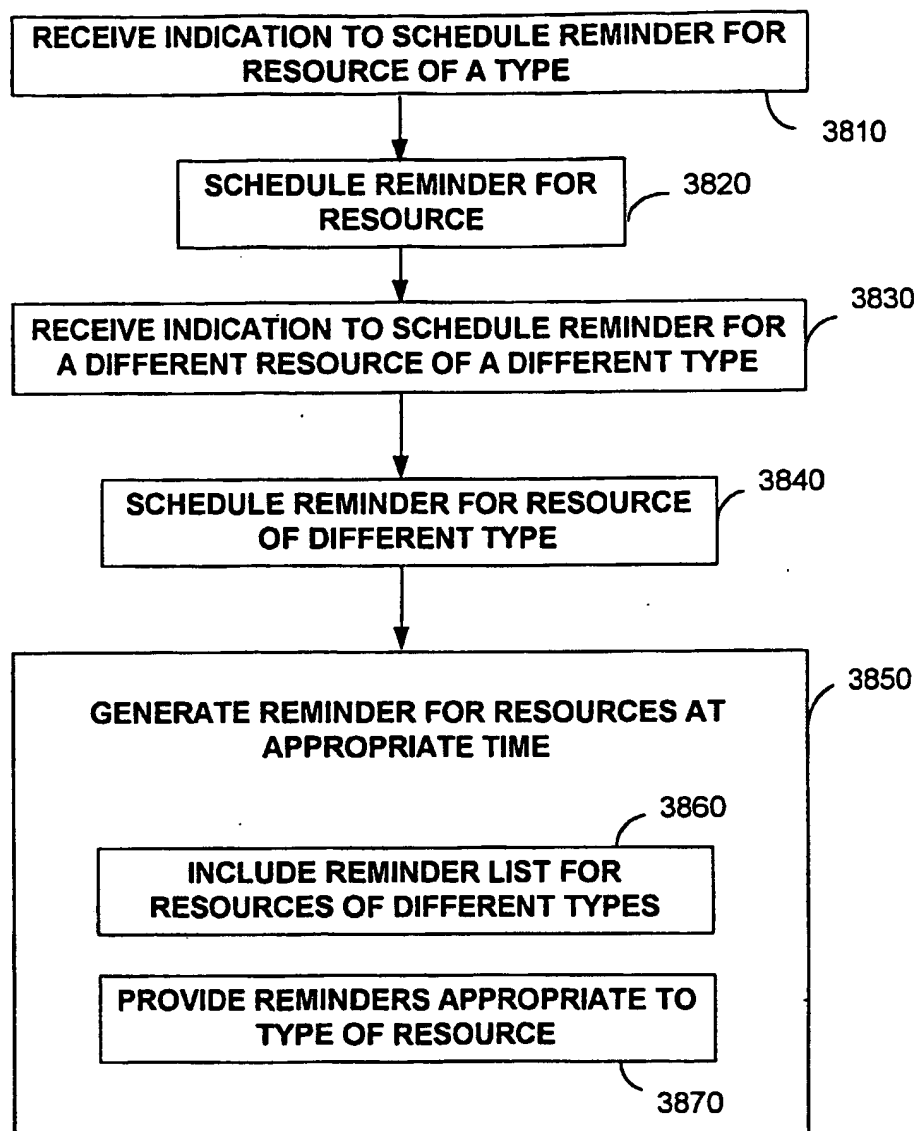 RECEIVE INDICATION TO SCHEDULE REMINDER FOR
RESOURCE OF A TYPE
3810
SCHEDULE REMINDER FOR
RESOURCE
3820
RECEIVE INDICATION TO SCHEDULE REMINDER FOR
A DIFFERENT RESOURCE OF A DIFFERENT TYPE
3830
SCHEDULE REMINDER FOR RESOURCE
OF DIFFERENT TYPE
3840
GENERATE REMINDER FOR RESOURCES AT
APPROPRIATE TIME
3850
3860
INCLUDE REMINDER LIST FOR
RESOURCES OF DIFFERENT TYPES
PROVIDE REMINDERS APPROPRIATE TO
TYPE OF RESOURCE
3870